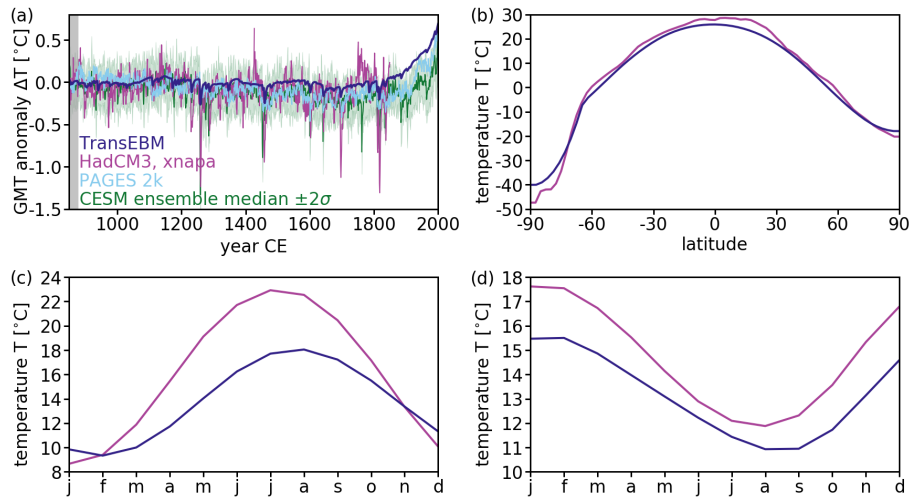 (a)
GMT anomaly ΔT [°C]
0.5
0.0
-0.5
-1.0
-1.5
TransEBM
HadCM3, xnapa
PAGES 2k
CESM ensemble median ±2σ
1000 1200 1400 1600 1800 2000
year CE
(b)
temperature T [°C]
30
20
10
0
-10
-20
-30
-40
-50
-90 -60 -30 0 30 60 90
latitude
(c)
temperature T [°C]
24
22
20
18
16
14
12
10
8
j f m a m j j a s o n d
(d)
temperature T [°C]
18
17
16
15
14
13
12
11
10
j f m a m j j a s o n d